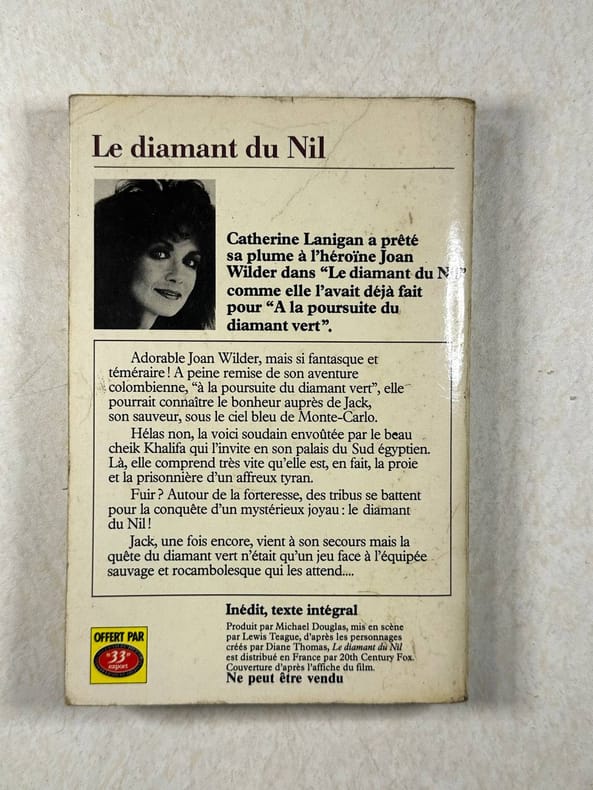 Le diamant du Nil
Catherine Lanigan a prêté
sa plume à l'héroïne Joan
Wilder dans "Le diamant du Nil"
comme elle l'avait déjà fait
pour "A la poursuite du
diamant vert".
Adorable Joan Wilder, mais si fantasque et
téméraire! A peine remise de son aventure
colombienne, "à la poursuite du diamant vert", elle
pourrait connaître le bonheur auprès de Jack,
son sauveur, sous le ciel bleu de Monte-Carlo.
Hélas non, la voici soudain envoûtée par le beau
cheik Khalifa qui l'invite en son palais du Sud égyptien.
Là, elle comprend très vite qu'elle est, en fait, la proie
et la prisonnière d'un affreux tyran.
Fuir? Autour de la forteresse, des tribus se battent
pour la conquête d'un mystérieux joyau: le diamant
du Nil!
Jack, une fois encore, vient à son secours mais la
quête du diamant vert n'était qu'un jeu face à l'équipée
sauvage et rocambolesque qui les attend....
Inédit, texte intégral
Produit par Michael Douglas, mis en scène
par Lewis Teague, d'après les personnages
créés par Diane Thomas, Le diamant du Nil
est distribué en France par 20th Century Fox.
Couverture d'après l'affiche du film.
Ne peut être vendu
OFFERT PAR
"33"
export